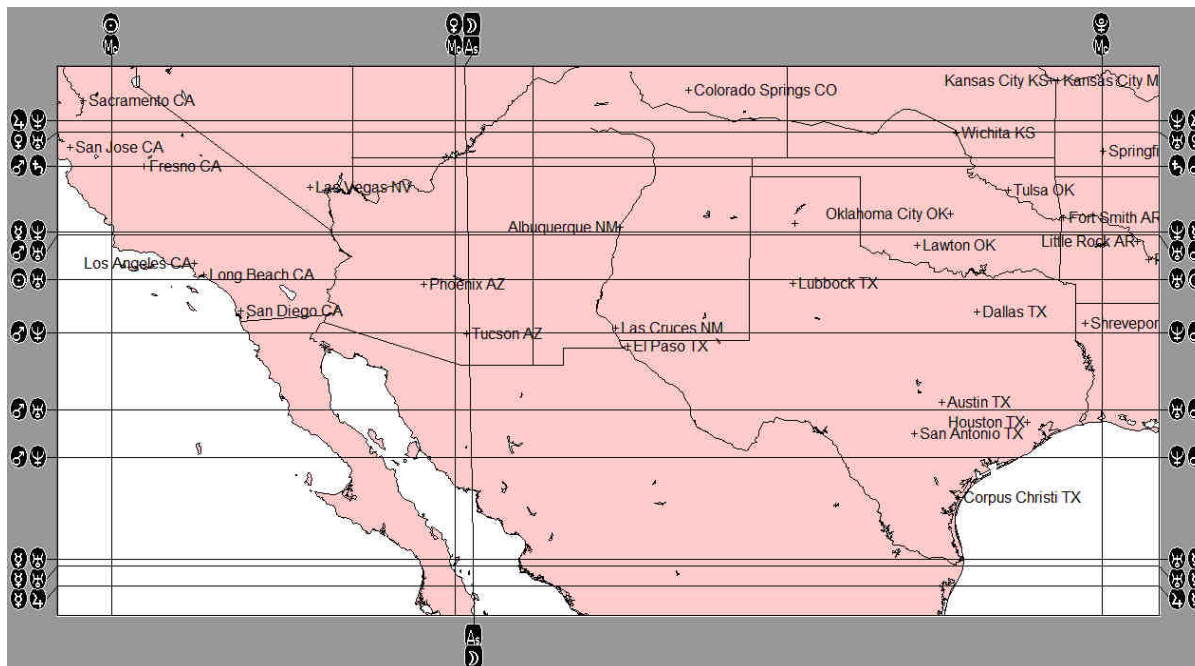 Mc Mc As Mc
Kansas City KS Kansas City M
Colorado Springs CO
Sacramento CA
Wichita KS
San Jose CA
Springfi
Fresno CA
Las Vegas NV
Tulsa OK
Oklahoma City OK
Fort Smith AR
Albuquerque NM
Little Rock AR
Lawton OK
Los Angeles CA
Long Beach CA
Phoenix AZ
Lubbock TX
San Diego CA
Dallas TX
Shrevepor
Las Cruces NM
Tucson AZ
El Paso TX
Austin TX
Houston TX
San Antonio TX
Corpus Christi TX
As